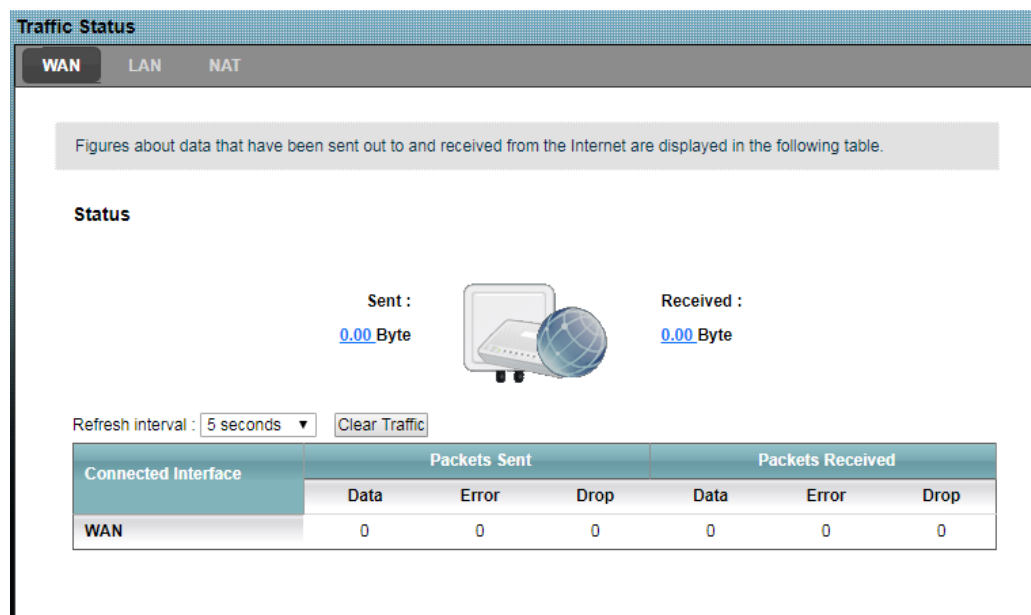 Traffic Status
WAN LAN NAT
Figures about data that have been sent out to and received from the Internet are displayed in the following table.
Status
Sent : Received :
0.00 Byte 0.00 Byte
Refresh interval : 5 seconds Clear Traffic
Connected Interface Packets Sent Packets Received
Data Error Drop Data Error Drop
WAN 0 0 0 0 0 0